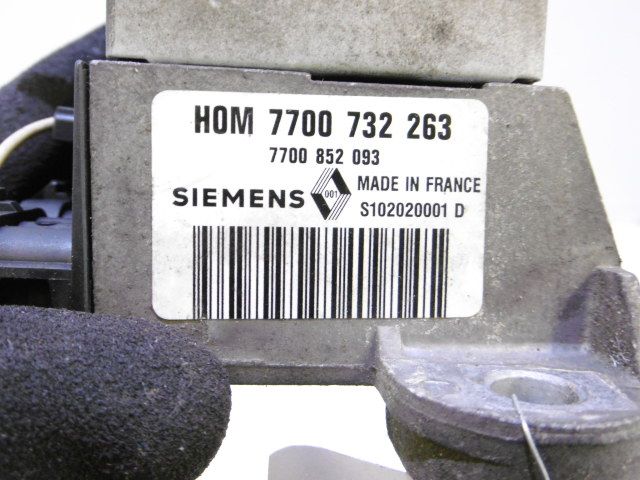 HOM 7700 732 263
7700 852 093
SIEMENS 001 MADE IN FRANCE
S102020001 D